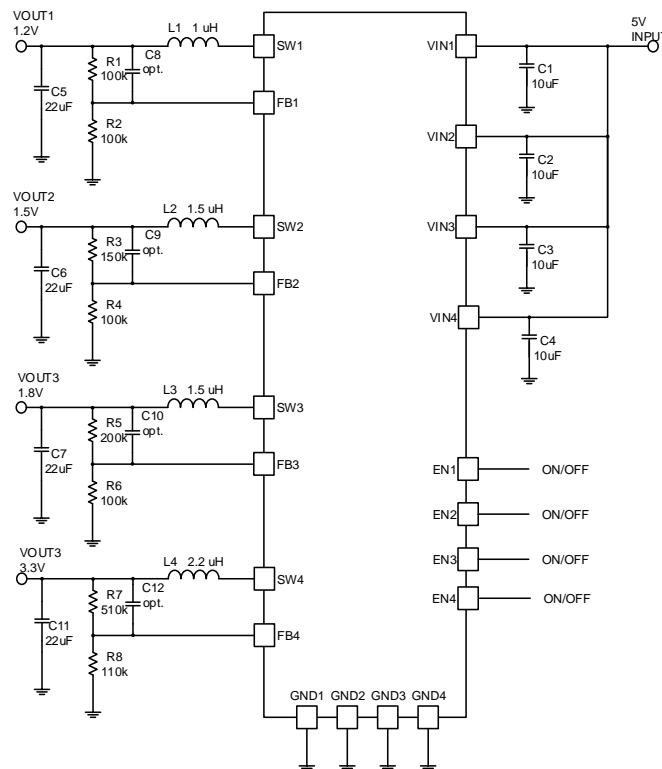 VOUT1
1.2V
L1 1 uH
SW1
R1
100k
C8
opt.
C5
22uF
FB1
R2
100k
VOUT2
1.5V
L2 1.5 uH
SW2
R3
150k
C9
opt.
C6
22uF
FB2
R4
100k
VOUT3
1.8V
L3 1.5 uH
SW3
R5
200k
C10
opt.
C7
22uF
FB3
R6
100k
VOUT3
3.3V
L4 2.2 uH
SW4
R7
510k
C12
opt.
C11
22uF
FB4
R8
110k
VIN1
5V
INPUT
C1
10uF
VIN2
C2
10uF
VIN3
C3
10uF
VIN4
C4
10uF
EN1 ON/OFF
EN2 ON/OFF
EN3 ON/OFF
EN4 ON/OFF
GND1 GND2 GND3 GND4